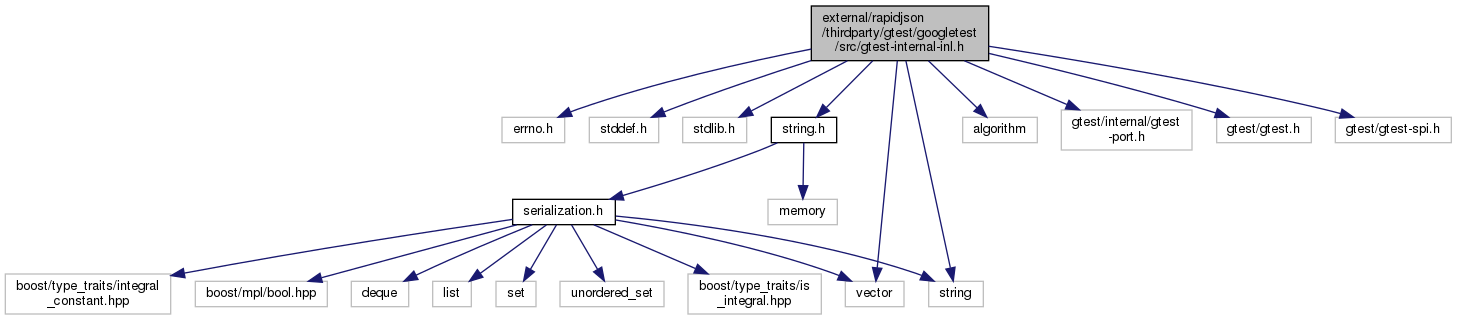 external/rapidjson
/thirdparty/gtest/googletest
/src/gtest-internal-inl.h
errno.h
stddef.h
stdlib.h
string.h
algorithm
gtest/internal/gtest
-port.h
gtest/gtest.h
gtest/gtest-spi.h
serialization.h
memory
boost/type_traits/integral
_constant.hpp
boost/mpl/bool.hpp
deque
list
set
unordered_set
boost/type_traits/is
_integral.hpp
vector
string